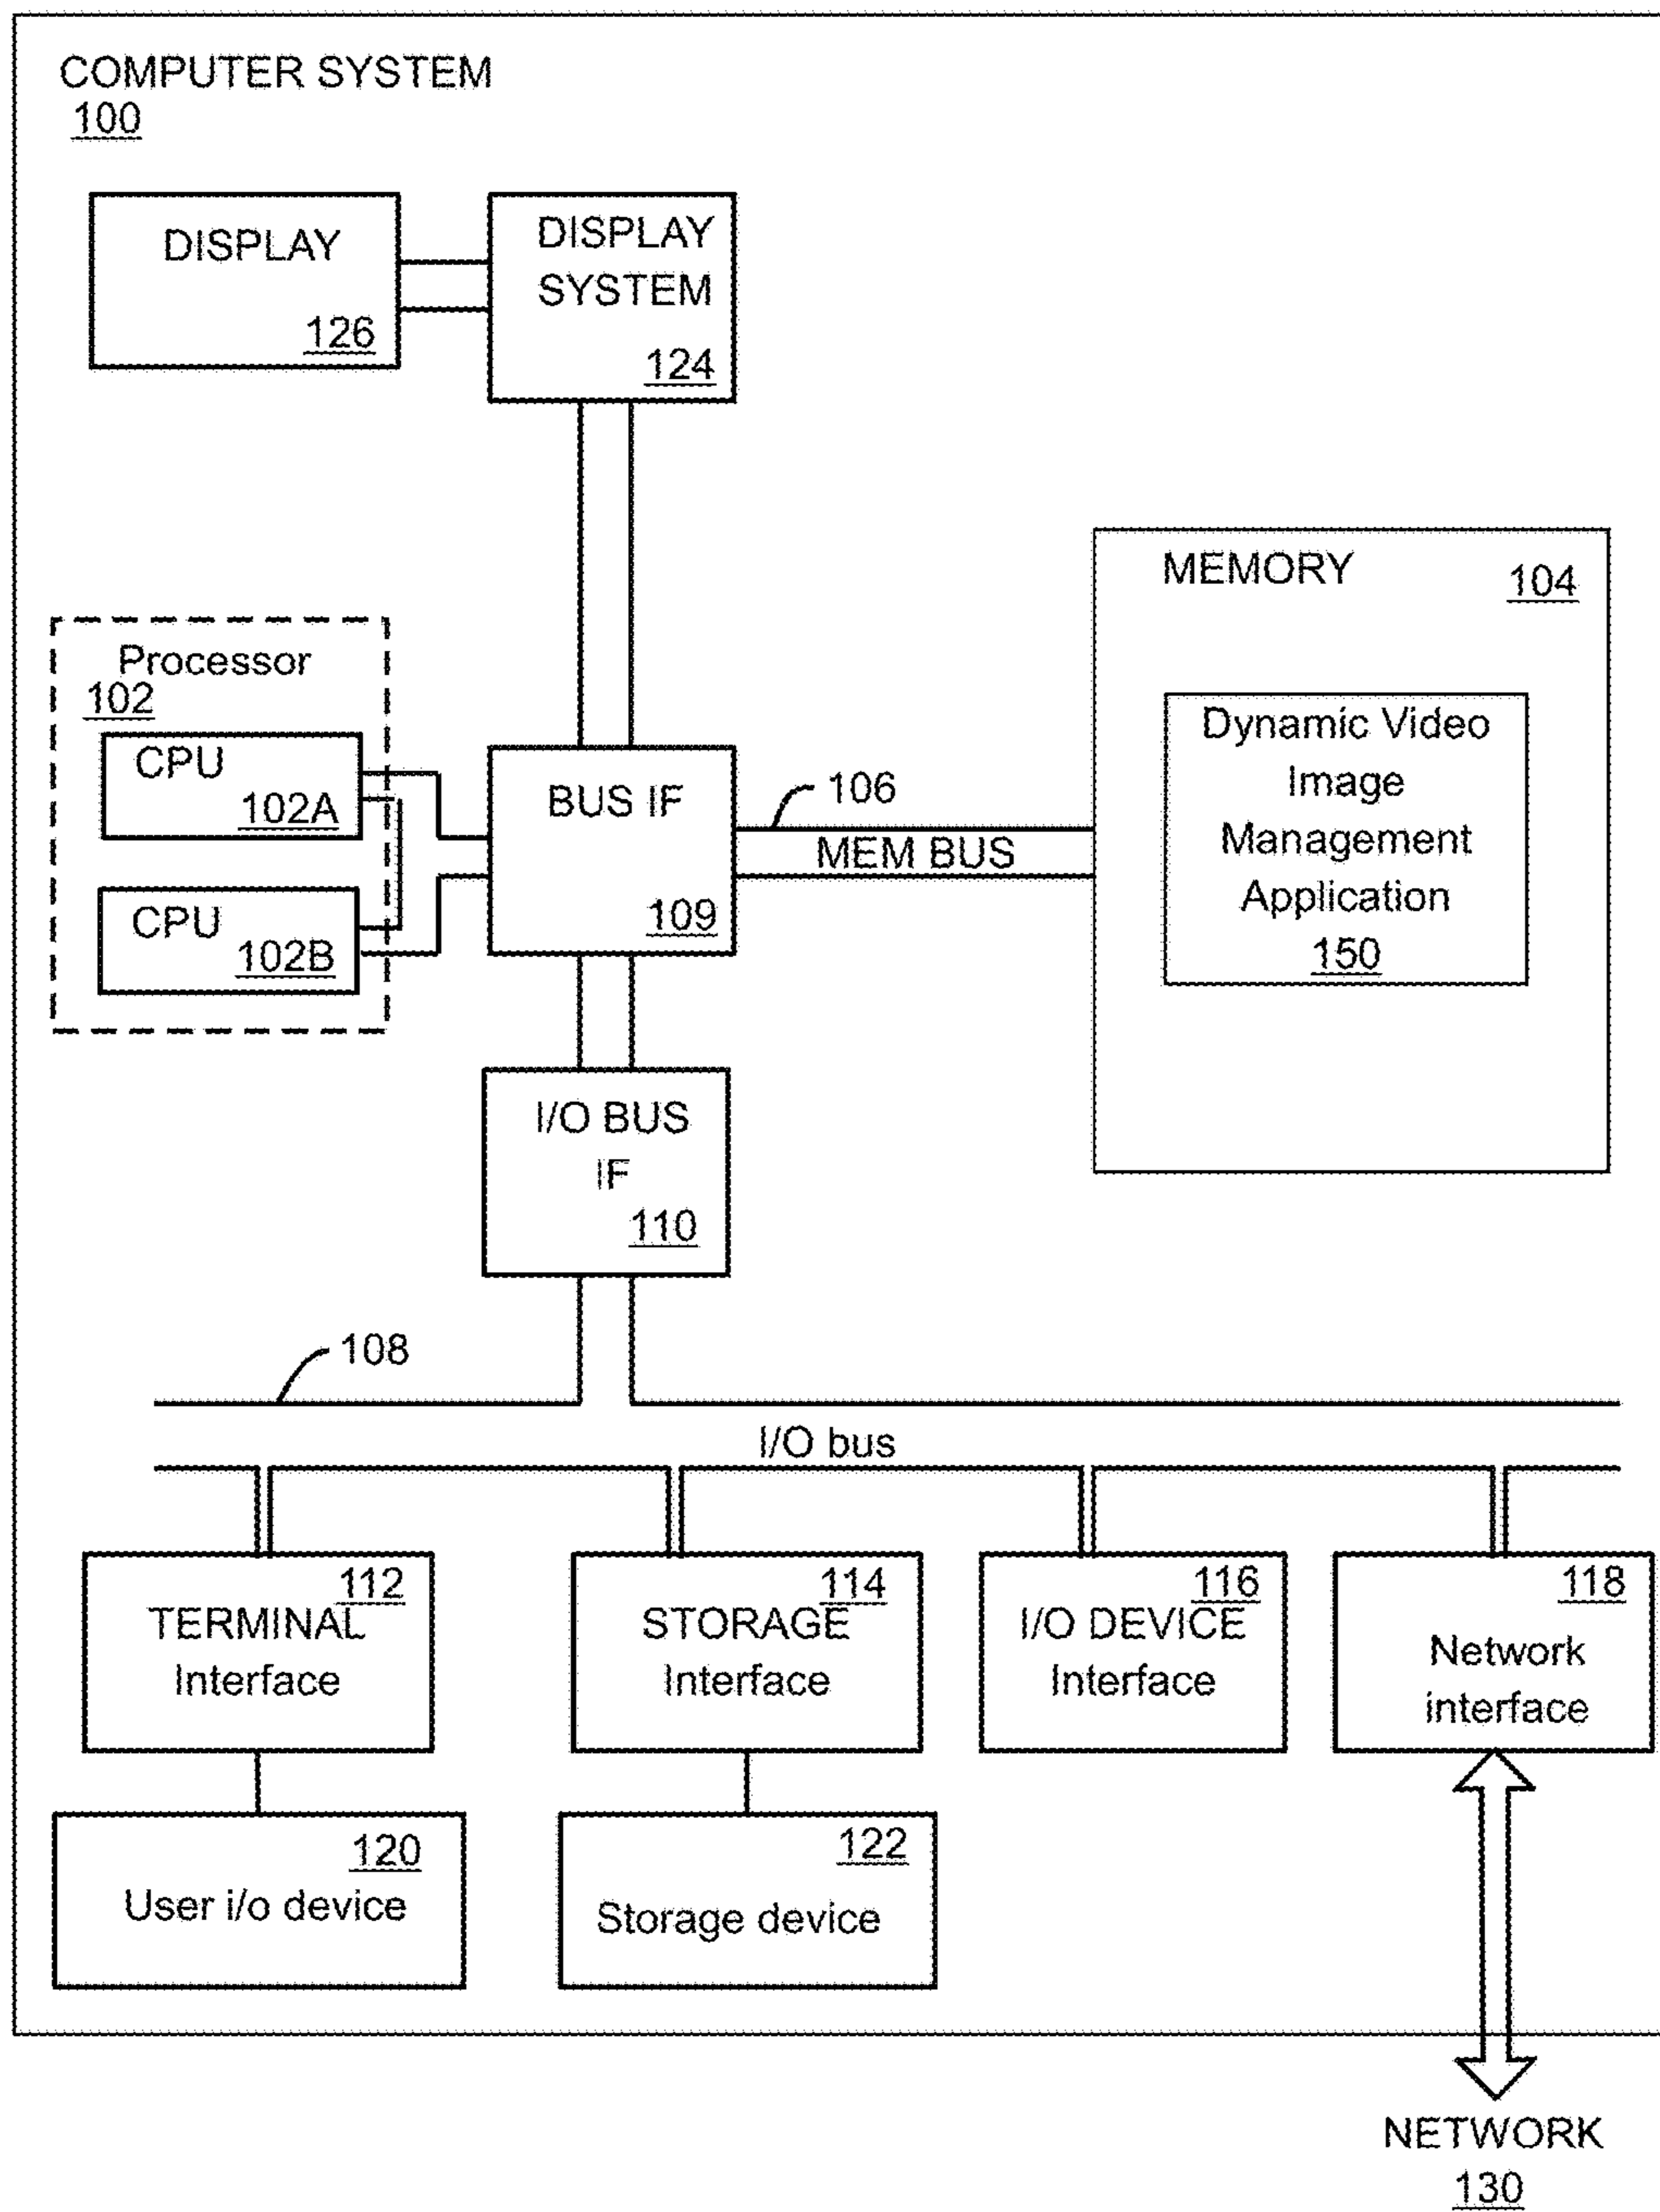 COMPUTER SYSTEM
100
DISPLAY
126
DISPLAY
SYSTEM
124
MEMORY
104
Dynamic Video
Image
Management
Application
150
Processor
102
CPU
102A
CPU
102B
BUS IF
109
106
MEM BUS
I/O BUS
IF
110
108
I/O bus
112
TERMINAL
Interface
114
STORAGE
Interface
116
I/O DEVICE
Interface
118
Network
interface
120
User i/o device
122
Storage device
NETWORK
130